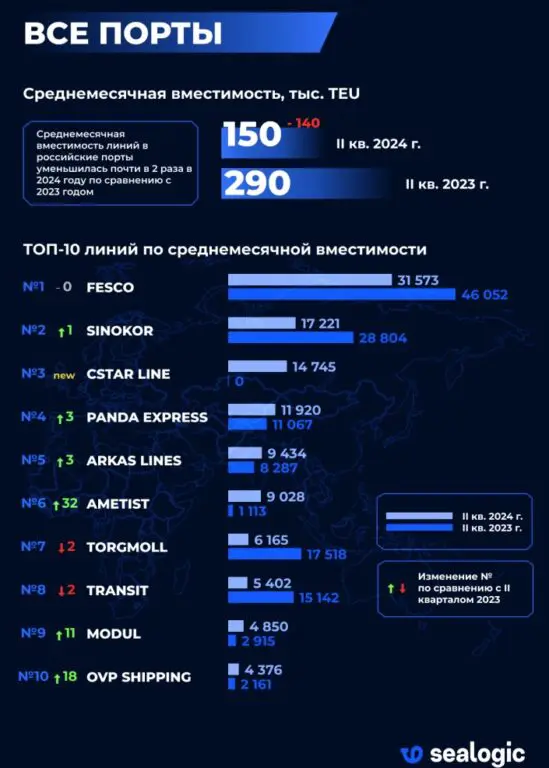 ВСЕ ПОРТЫ
Среднемесячная вместимость, тыс. TEU
Среднемесячная
вместимость линий в
российские порты
уменьшилась почти в 2 раза в
2024 году по сравнению с
2023 годом
150 - 140 II кв. 2024 г.
290 II кв. 2023 г.
ТОП-10 линий по среднемесячной вместимости
№1 - 0 FESCO 31 573
46 052
№2 ↑1 SINOKOR 17 221
28 804
№3 new CSTAR LINE 14 745
0
№4 ↑3 PANDA EXPRESS 11 920
11 067
№5 ↑3 ARKAS LINES 9 434
8 287
№6 ↑32 AMETIST 9 028
1 113
№7 ↓2 TORGMOLL 6 165
17 518
№8 ↓2 TRANSIT 5 402
15 142
№9 ↑11 MODUL 4 850
2 915
№10 ↑18 OVP SHIPPING 4 376
2 161
II кв. 2024 г.
II кв. 2023 г.
↑ ↓ Изменение №
по сравнению с II
кварталом 2023
sealogic